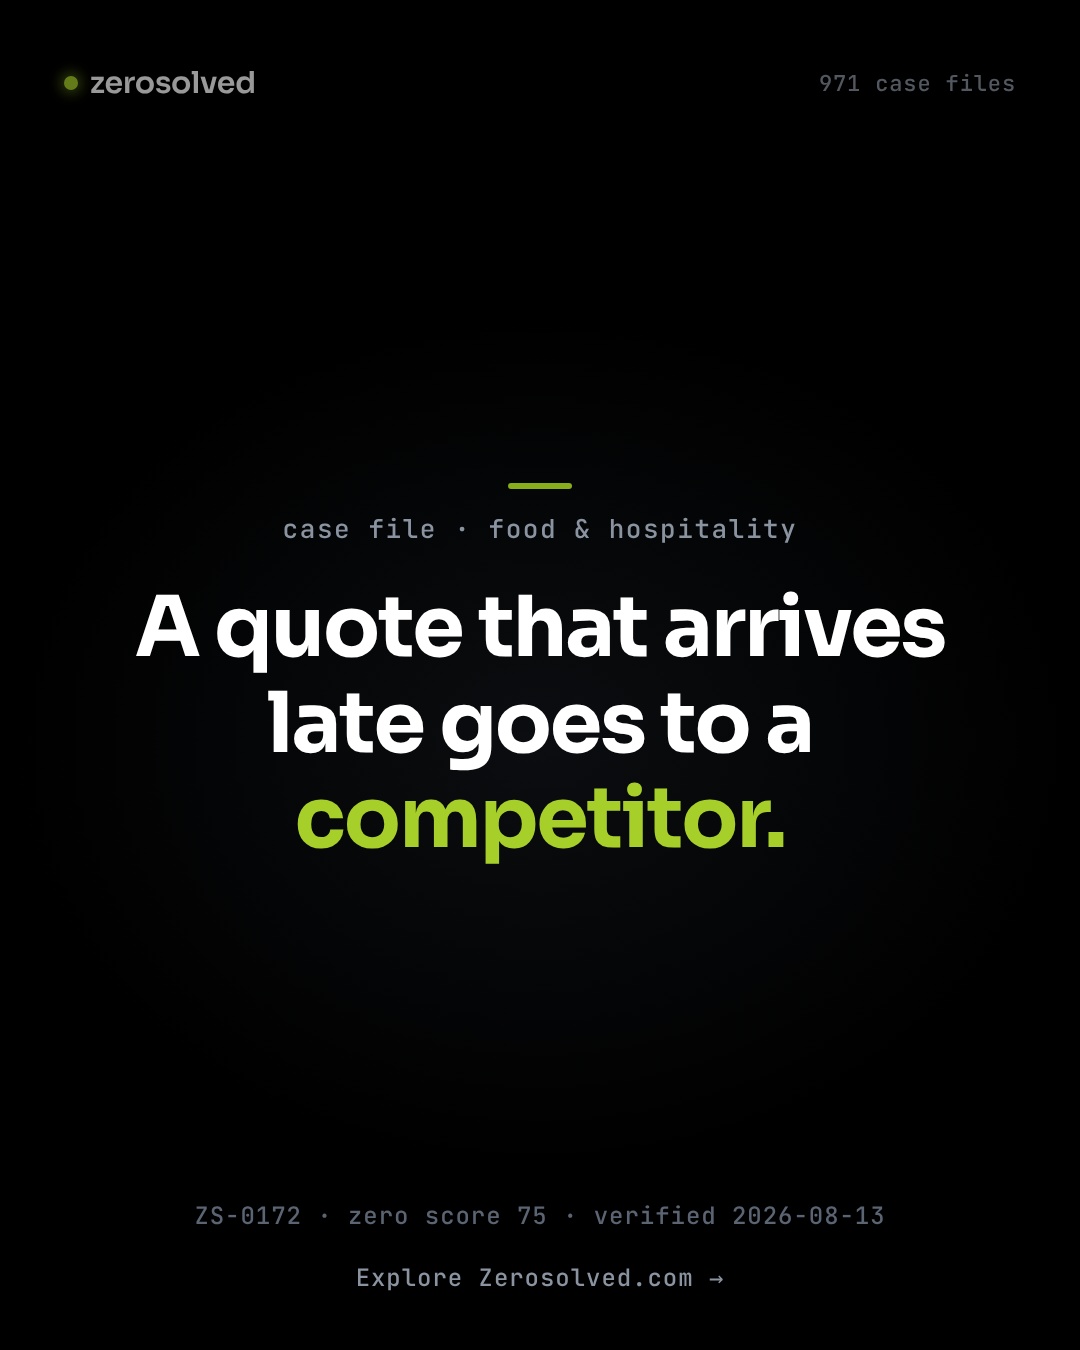 zerosolved
971 case files
case file · food & hospitality
A quote that arrives
late goes to a
competitor.
ZS-0172 · zero score 75 · verified 2026-08-13
Explore Zerosolved.com →